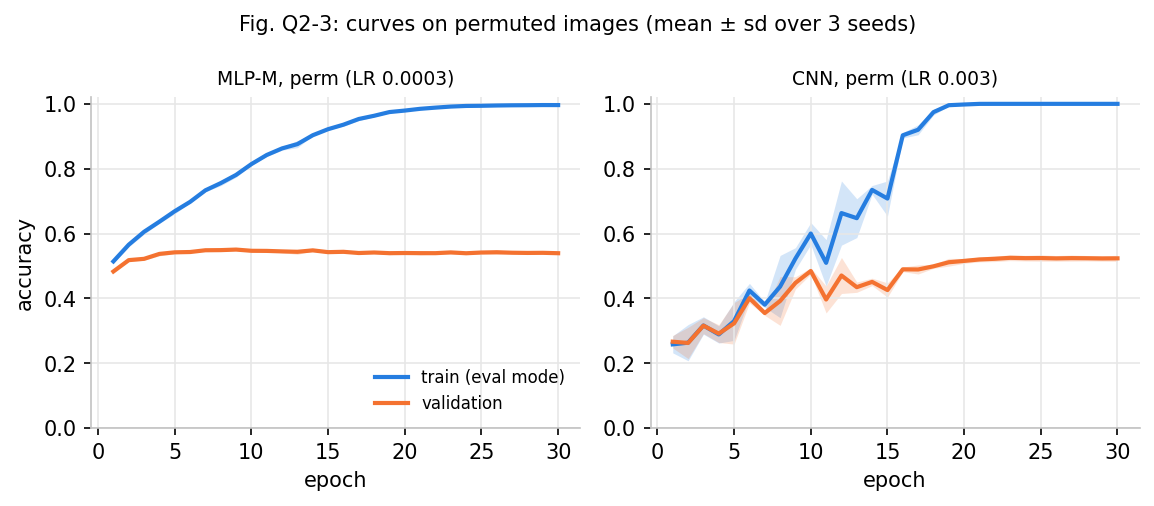 Fig. Q2-3: curves on permuted images (mean ± sd over 3 seeds)
MLP-M, perm (LR 0.0003)
accuracy
1.0
0.8
0.6
0.4
0.2
0.0
0 5 10 15 20 25 30
epoch
train (eval mode)
validation
CNN, perm (LR 0.003)
1.0
0.8
0.6
0.4
0.2
0.0
0 5 10 15 20 25 30
epoch